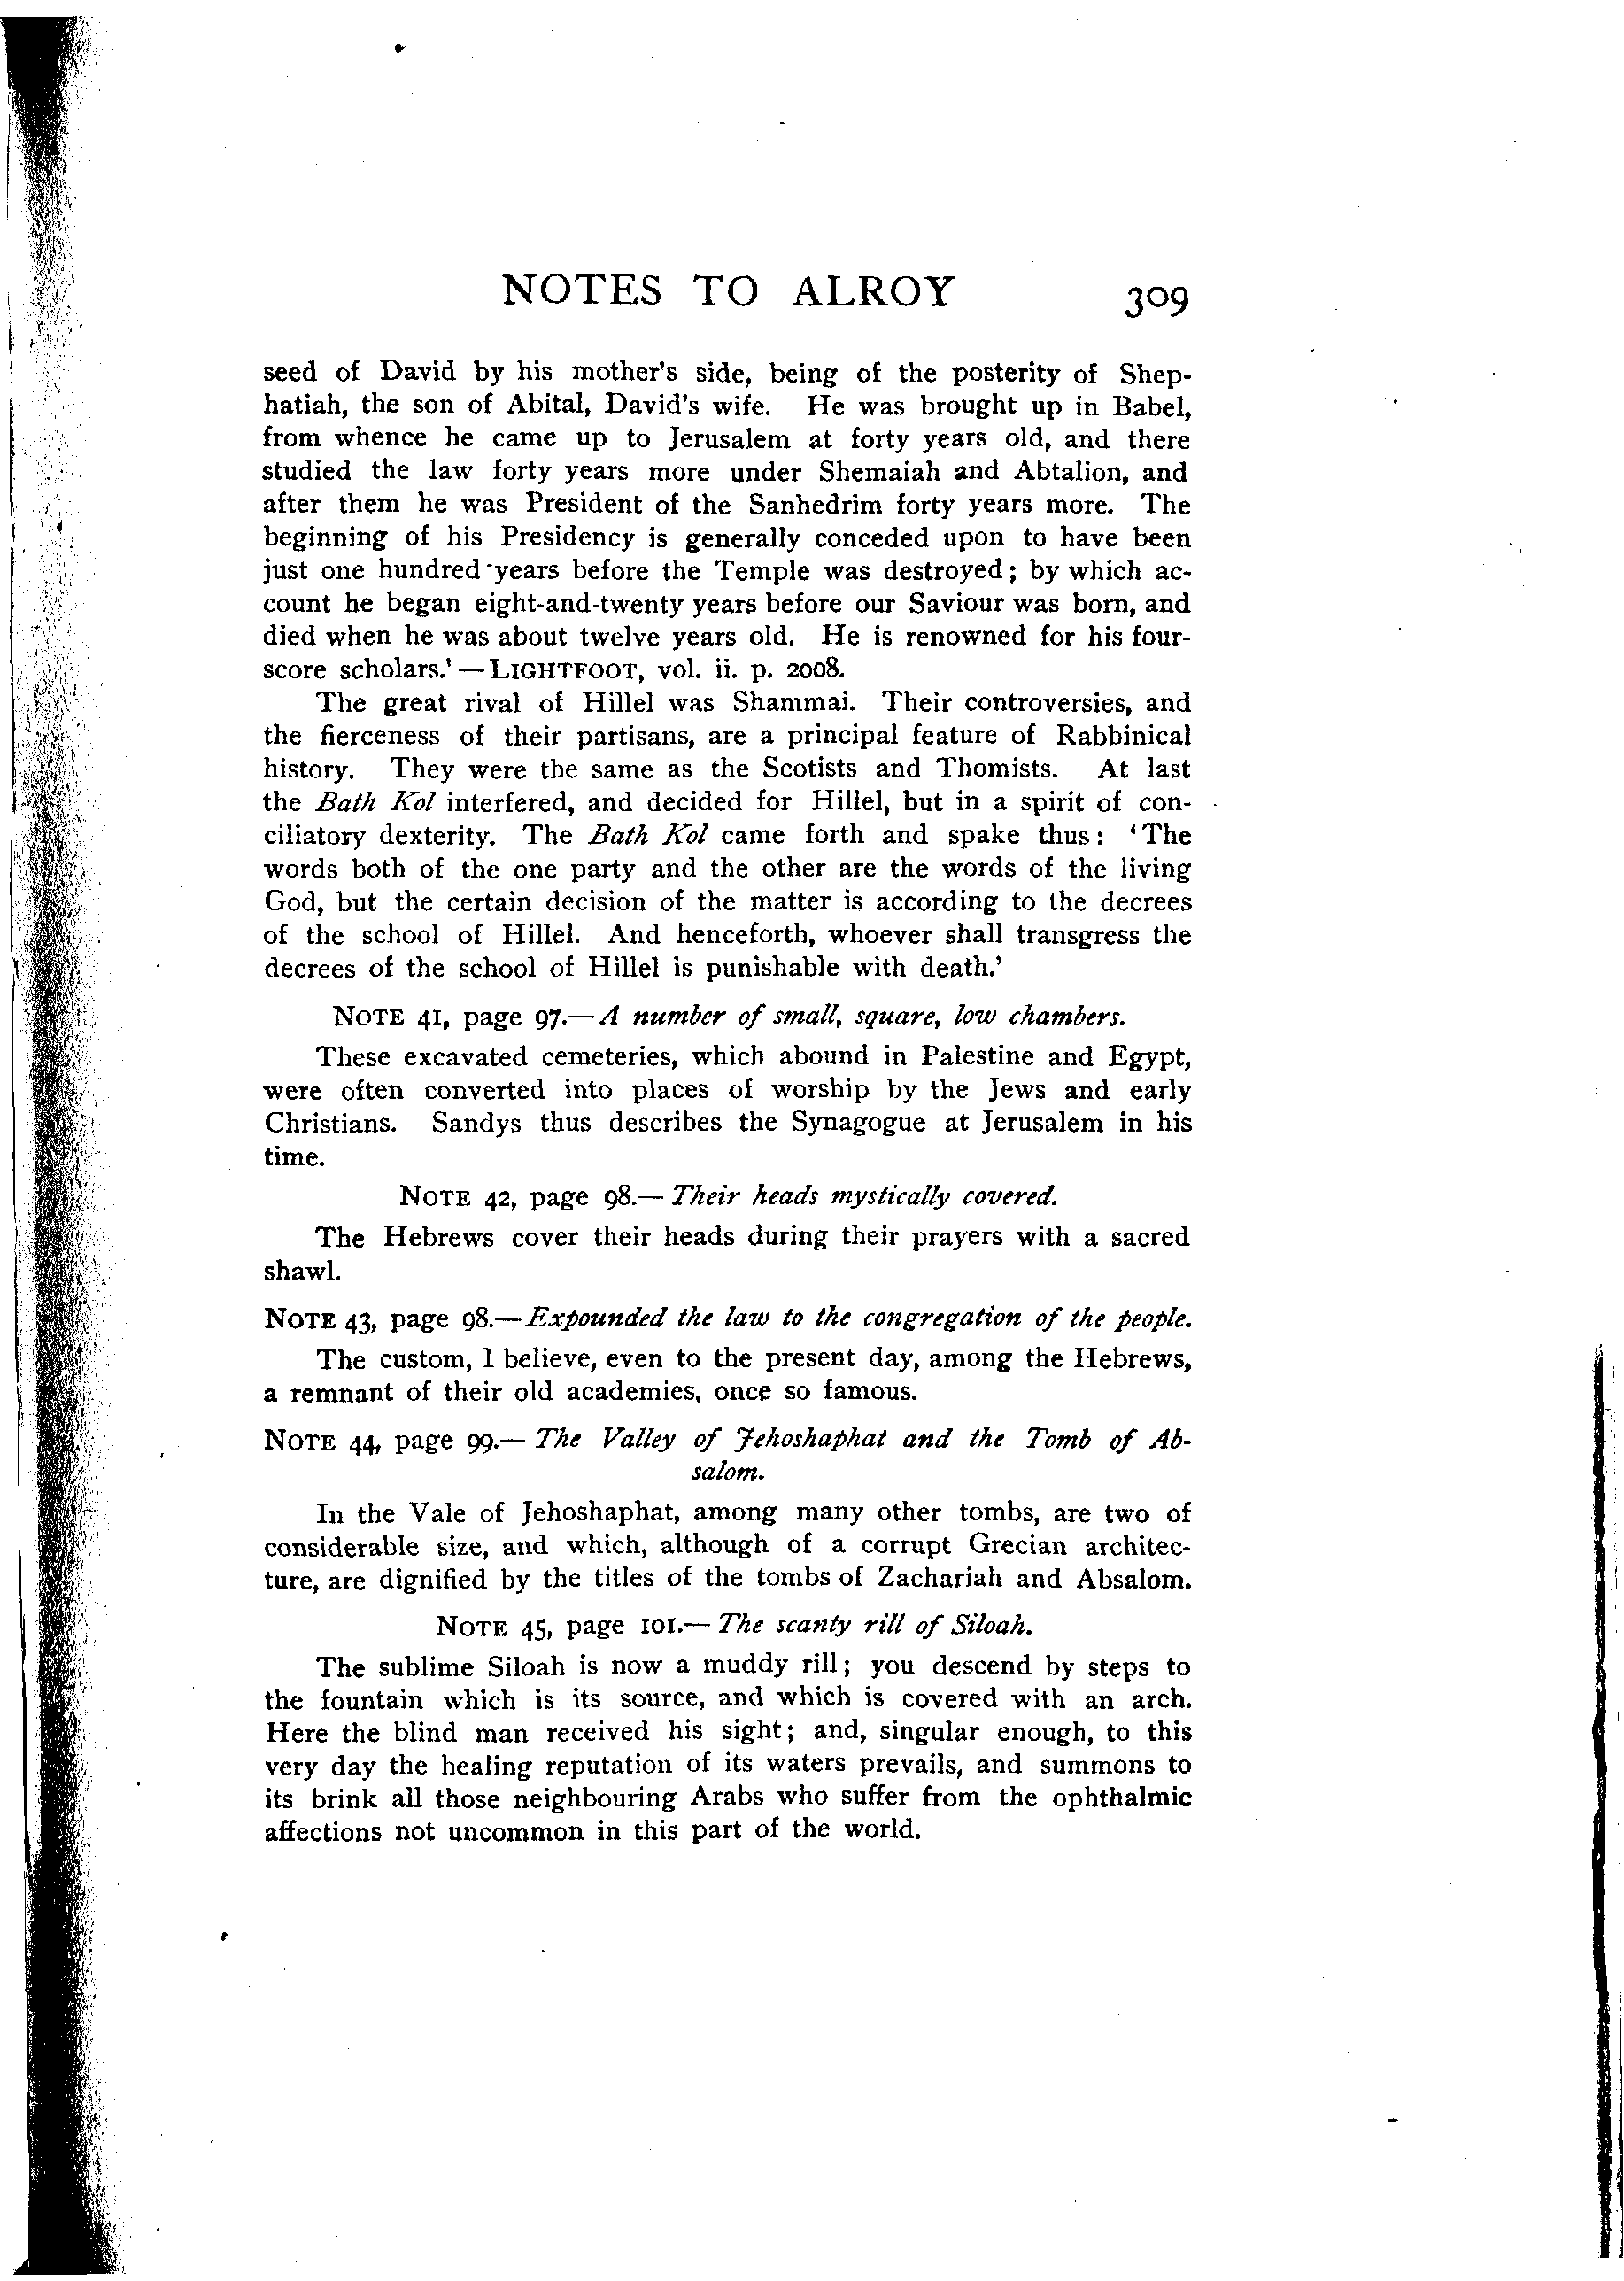 NOTES TO ALROY 309
seed of David by his mother's side, being of the posterity of Shep-
hatiah, the son of Abital, David's wife. He was brought up in Babel,
from whence he came up to Jerusalem at forty years old, and there
studied the law forty years more under Shemaiah and Abtalion, and
after them he was President of the Sanhedrim forty years more. The
beginning of his Presidency is generally conceded upon to have been
just one hundred years before the Temple was destroyed; by which ac-
count he began eight-and-twenty years before our Saviour was born, and
died when he was about twelve years old. He is renowned for his four-
score scholars.'—LIGHTFOOT, vol. ii. p. 2008.
The great rival of Hillel was Shammai. Their controversies, and
the fierceness of their partisans, are a principal feature of Rabbinical
history. They were the same as the Scotists and Thomists. At last
the Bath Kol interfered, and decided for Hillel, but in a spirit of con-
ciliatory dexterity. The Bath Kol came forth and spake thus: 'The
words both of the one party and the other are the words of the living
God, but the certain decision of the matter is according to the decrees
of the school of Hillel. And henceforth, whoever shall transgress the
decrees of the school of Hillel is punishable with death.'
NOTE 41, page 97.—A number of small, square, low chambers.
These excavated cemeteries, which abound in Palestine and Egypt,
were often converted into places of worship by the Jews and early
Christians. Sandys thus describes the Synagogue at Jerusalem in his
time.
NOTE 42, page 98.—Their heads mystically covered.
The Hebrews cover their heads during their prayers with a sacred
shawl.
NOTE 43, page 98.—Expounded the law to the congregation of the people.
The custom, I believe, even to the present day, among the Hebrews,
a remnant of their old academies, once so famous.
NOTE 44, page 99.—The Valley of Jehoshaphat and the Tomb of Ab-
salom.
In the Vale of Jehoshaphat, among many other tombs, are two of
considerable size, and which, although of a corrupt Grecian architec-
ture, are dignified by the titles of the tombs of Zachariah and Absalom.
NOTE 45, page 101.—The scanty rill of Siloah.
The sublime Siloah is now a muddy rill; you descend by steps to
the fountain which is its source, and which is covered with an arch.
Here the blind man received his sight; and, singular enough, to this
very day the healing reputation of its waters prevails, and summons to
its brink all those neighbouring Arabs who suffer from the ophthalmic
affections not uncommon in this part of the world.